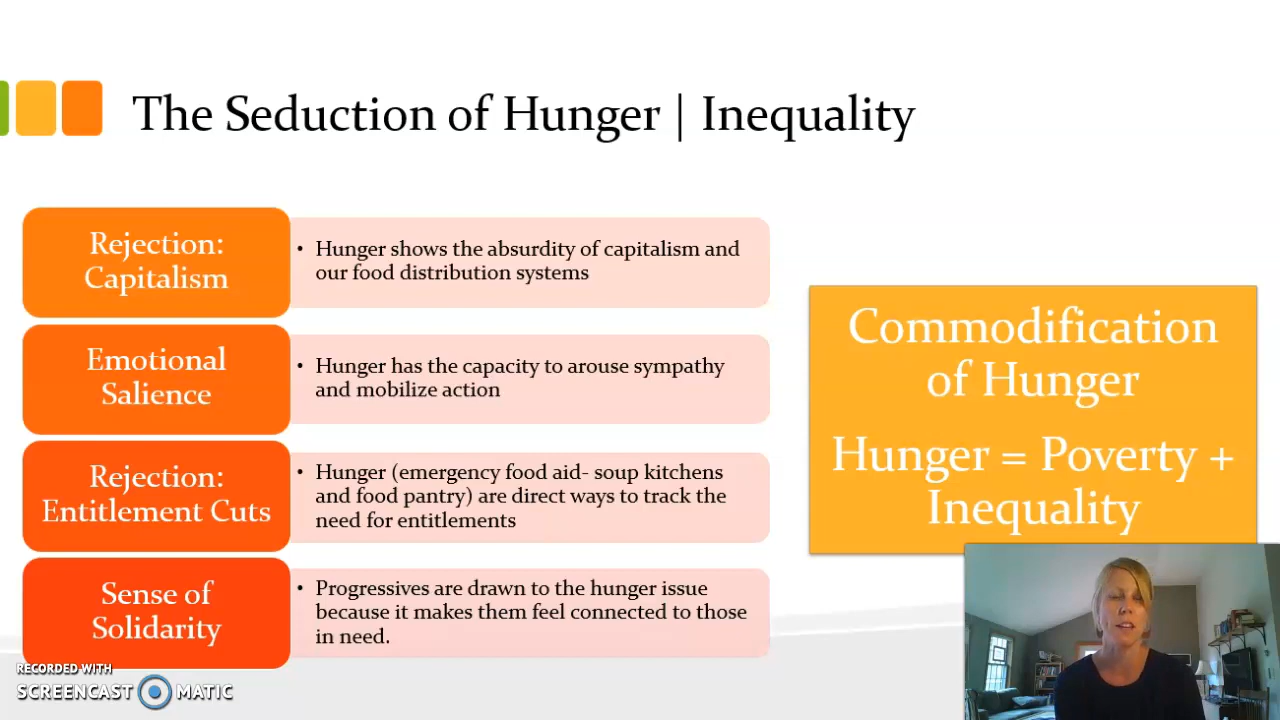 The Seduction of Hunger | Inequality
Rejection:
Capitalism
• Hunger shows the absurdity of capitalism and
our food distribution systems
Emotional
Salience
• Hunger has the capacity to arouse sympathy
and mobilize action
Rejection:
Entitlement Cuts
• Hunger (emergency food aid- soup kitchens
and food pantry) are direct ways to track the
need for entitlements
Sense of
Solidarity
• Progressives are drawn to the hunger issue
because it makes them feel connected to those
in need.
Commodification
of Hunger
Hunger = Poverty +
Inequality
RECORDED WITH
SCREENCAST MATIC